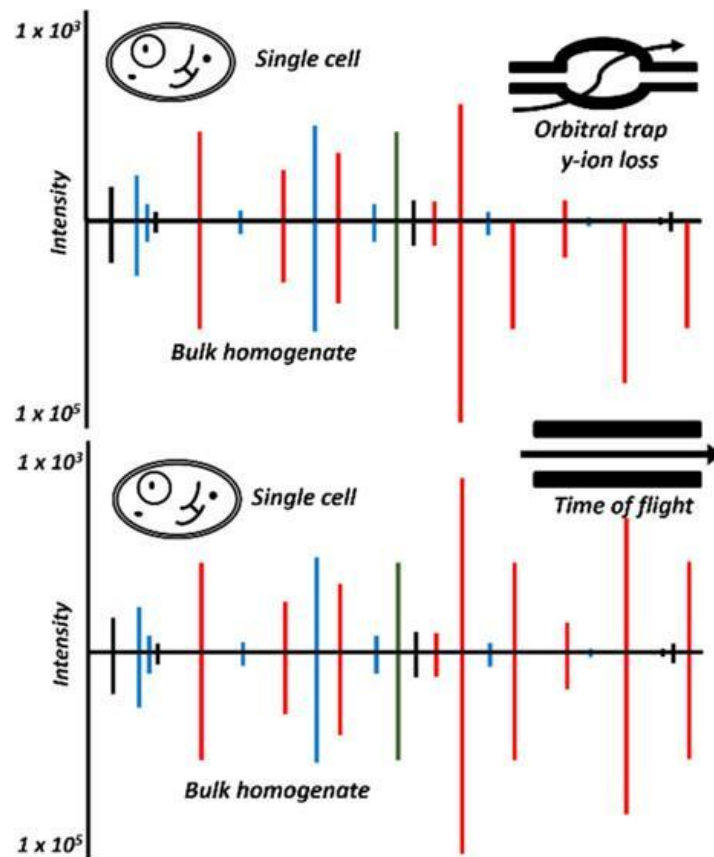 1 x 10³
Single cell
Orbitral trap
y-ion loss
Intensity
Bulk homogenate
1 x 10⁵
1 x 10³
Single cell
Time of flight
Intensity
Bulk homogenate
1 x 10⁵